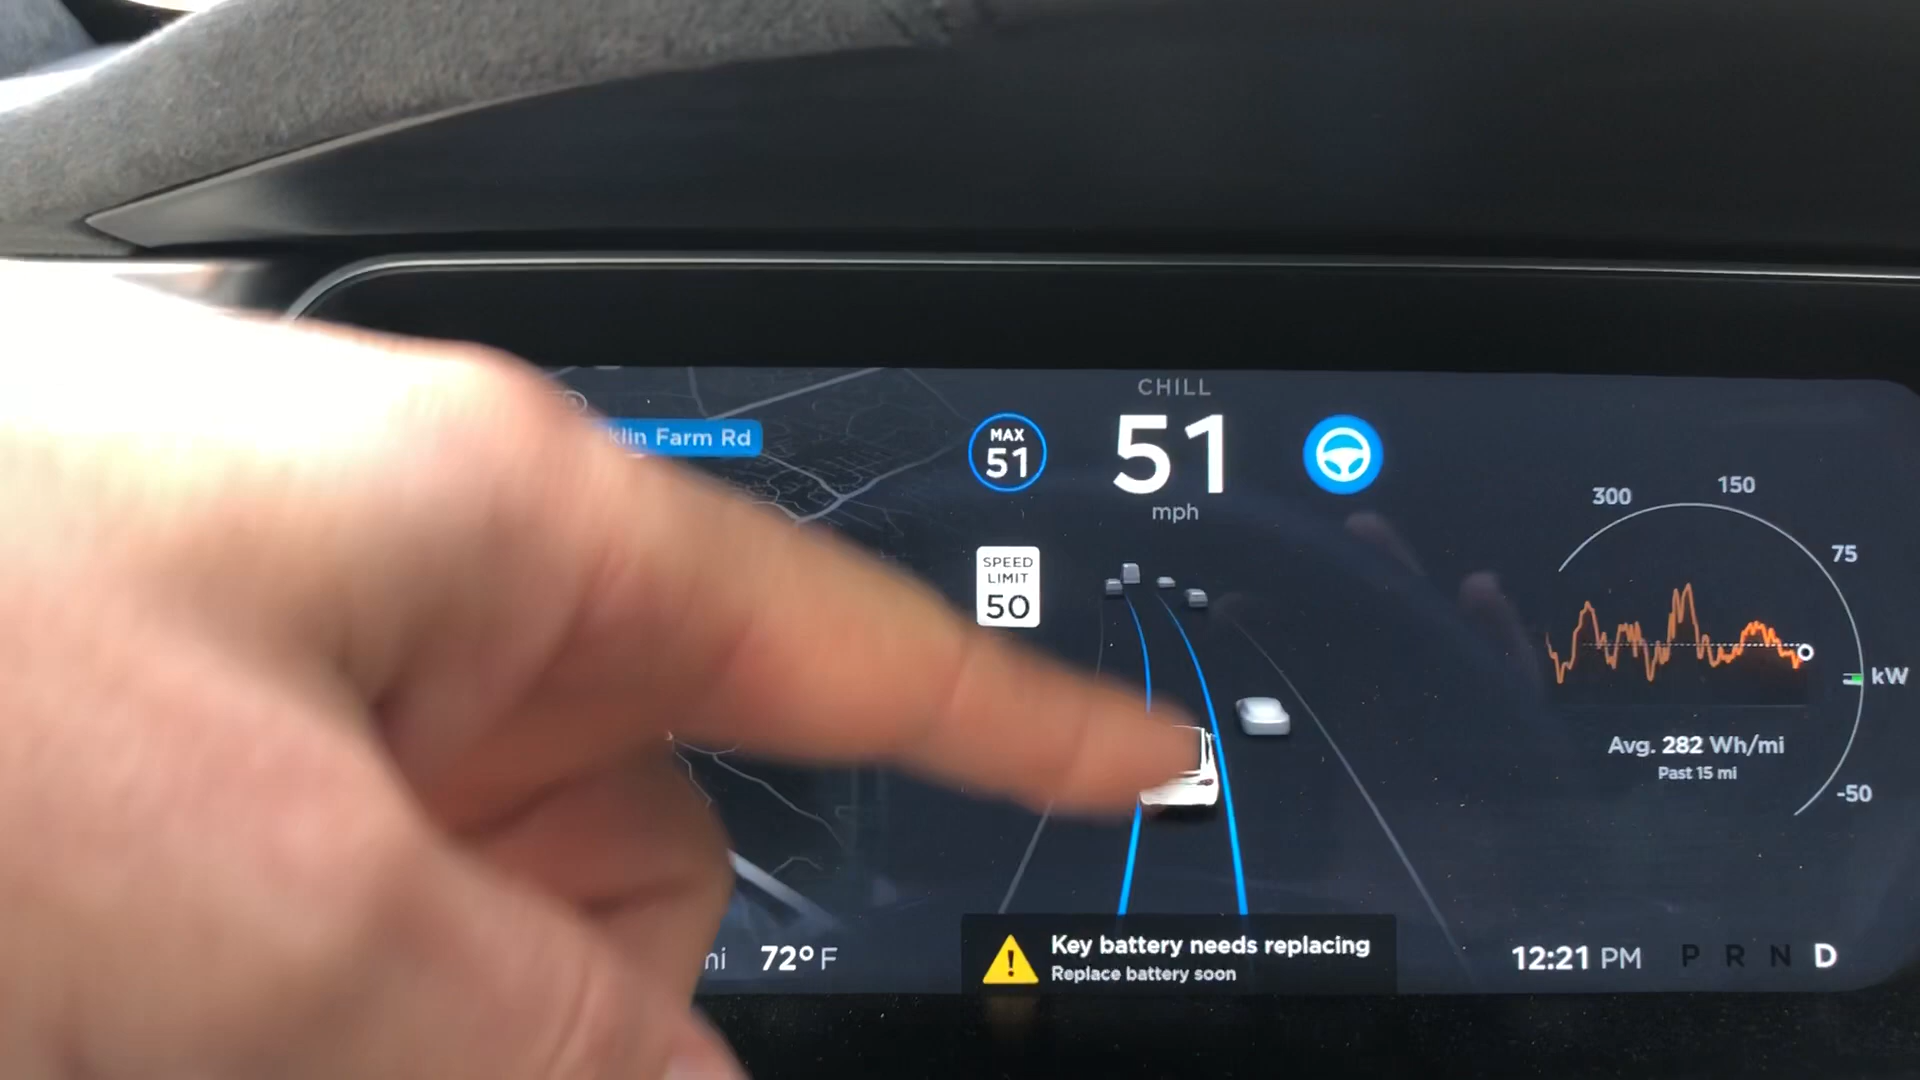 CHILL
klin Farm Rd
MAX
51
51
mph
SPEED
LIMIT
50
300
150
75
kW
-50
Avg. 282 Wh/mi
Past 15 mi
mi
72° F
Key battery needs replacing
Replace battery soon
12:21 PM
P R N D